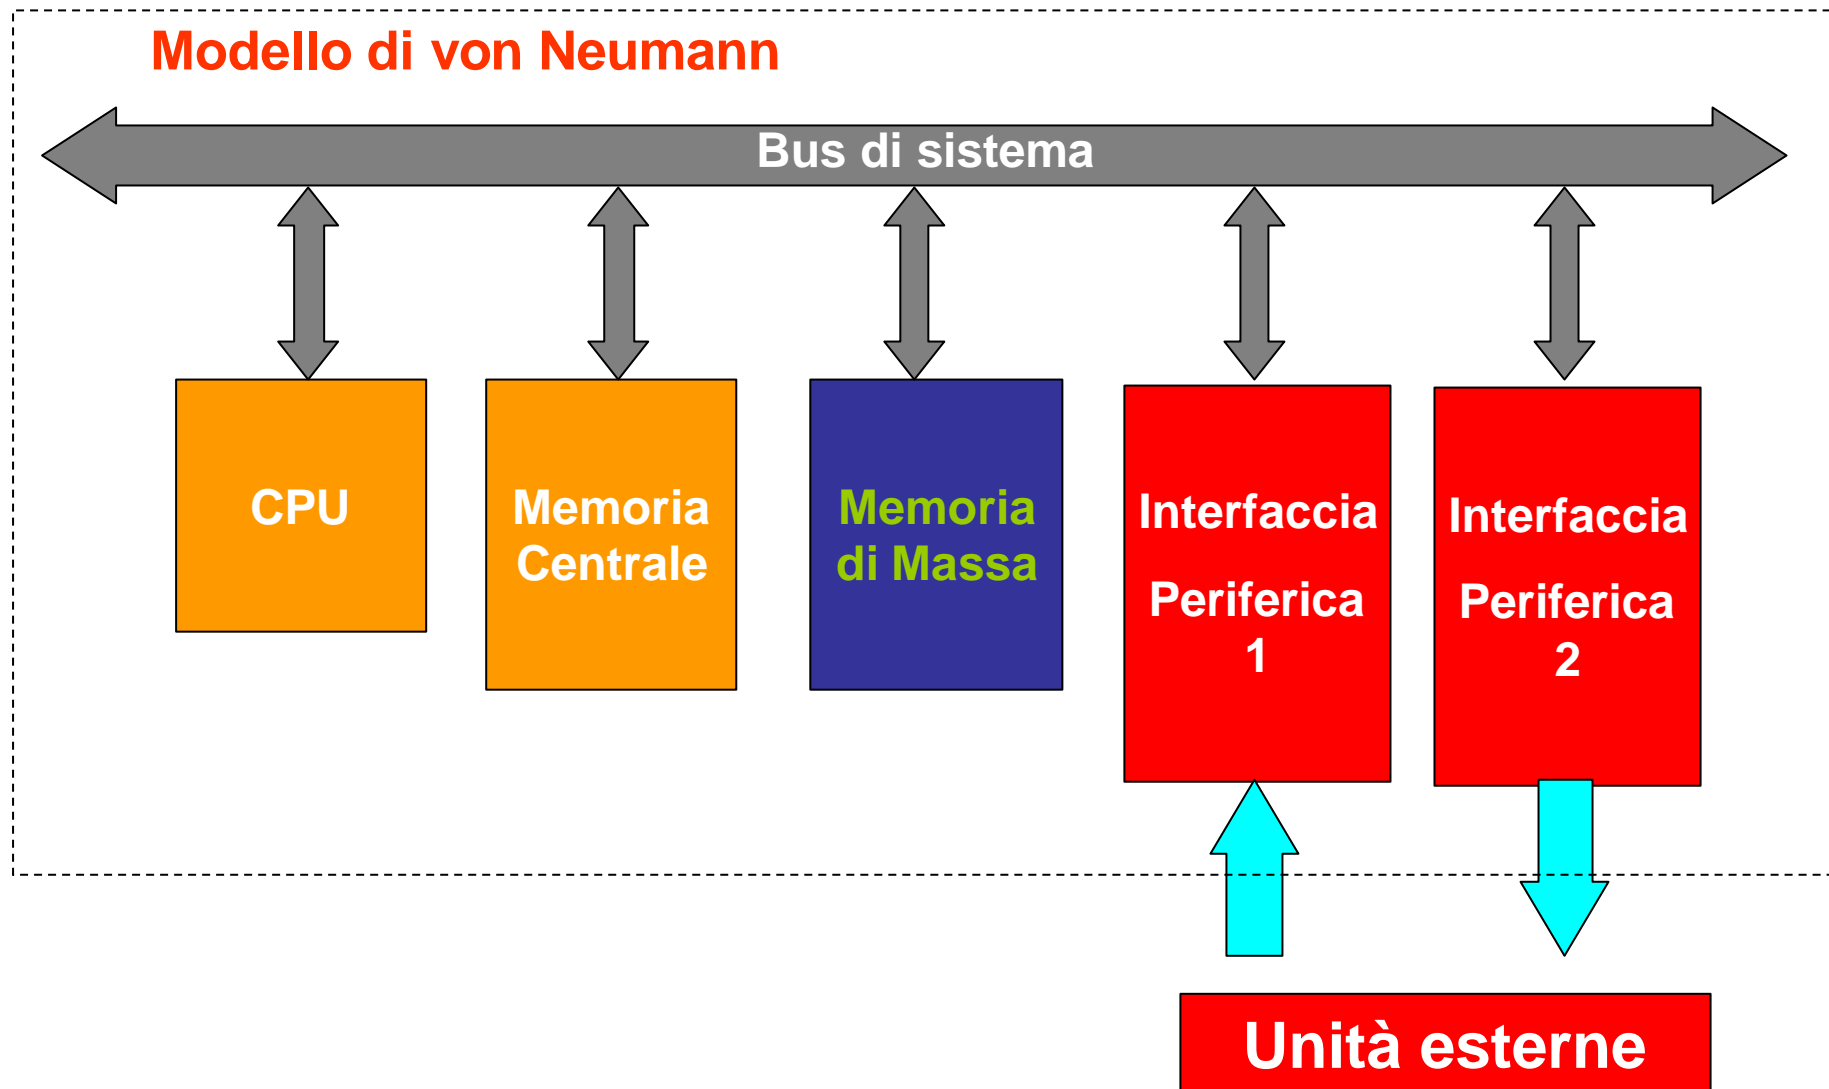 Modello di von Neumann
Bus di sistema
CPU
Memoria
Centrale
Memoria
di Massa
Interfaccia
Periferica
1
Interfaccia
Periferica
2
Unità esterne